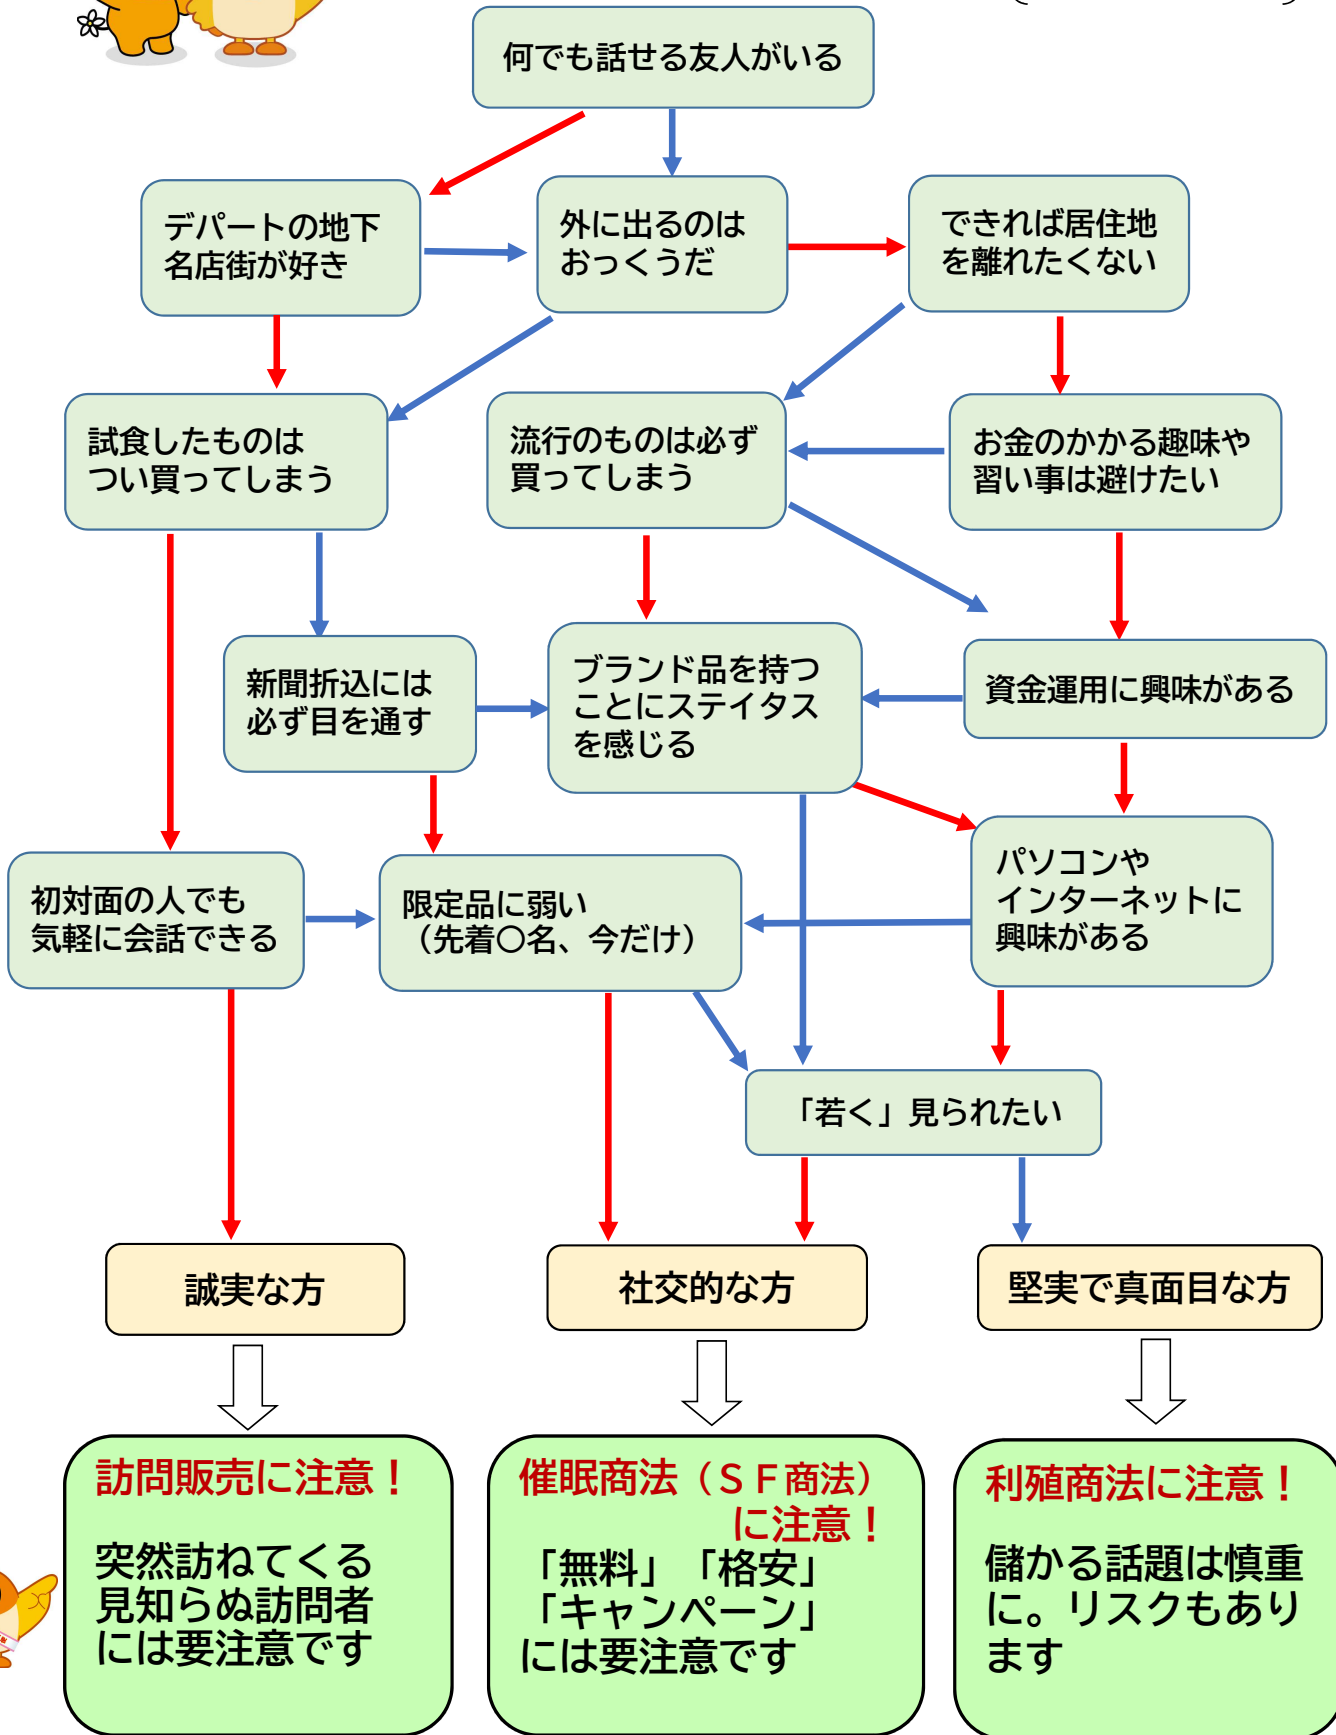 何でも話せる友人がいる
デパートの地下
名店街が好き
外に出るのは
おっくうだ
できれば居住地
を離れたくない
試食したものは
つい買ってしまう
流行のものは必ず
買ってしまう
お金のかかる趣味や
習い事は避けたい
新聞折込には
必ず目を通す
ブランド品を持つ
ことにステイタス
を感じる
資金運用に興味がある
初対面の人でも
気軽に会話できる
限定品に弱い
（先着〇名、今だけ）
パソコンや
インターネットに
興味がある
「若く」見られたい
誠実な方
社交的な方
堅実で真面目な方
訪問販売に注意！
突然訪ねてくる
見知らぬ訪問者
には要注意です
催眠商法（ＳＦ商法）
に注意！
「無料」「格安」
「キャンペーン」
には要注意です
利殖商法に注意！
儲かる話題は慎重
に。リスクもあり
ます